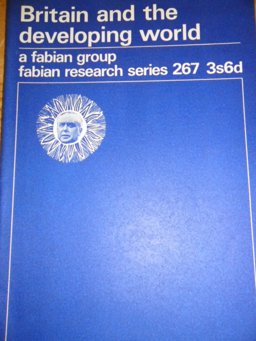 Britain and the
developing world
a fabian group
fabian research series 267 3s6d